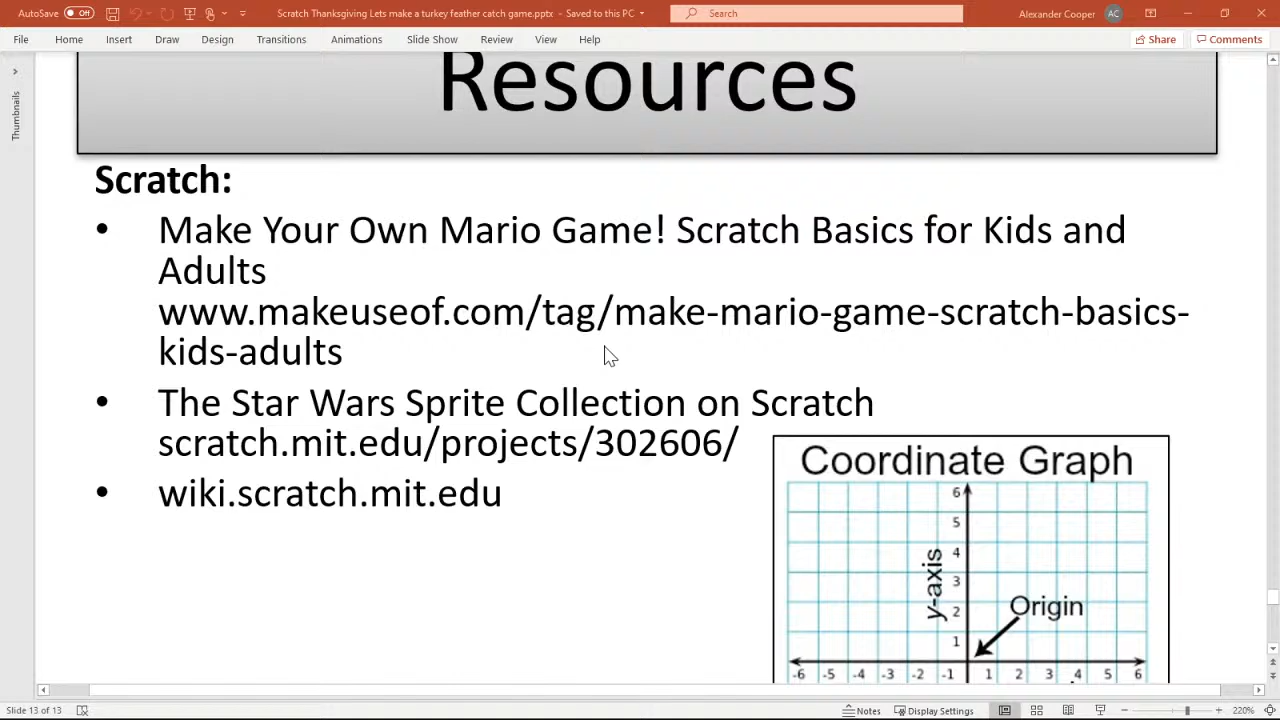 AutoSave Off Scratch Thanksgiving Lets make a turkey feather catch game.pptx - Saved to this PC Search Alexander Cooper AC
File Home Insert Draw Design Transitions Animations Slide Show Review View Help Share Comments
Thumbnails
Resources
Scratch:
• Make Your Own Mario Game! Scratch Basics for Kids and
Adults
www.makeuseof.com/tag/make-mario-game-scratch-basics-
kids-adults
• The Star Wars Sprite Collection on Scratch
scratch.mit.edu/projects/302606/
• wiki.scratch.mit.edu
Coordinate Graph
6
5
4
3
2
1
y-axis
Origin
-6 -5 -4 -3 -2 -1 1 2 3 4 5 6
Slide 13 of 13 Notes Display Settings 220%